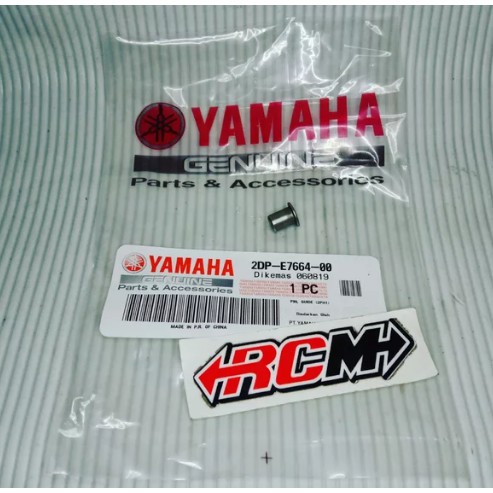 YAMAHA
GENUINE
Parts & Accessories
YAMAHA
GENUINE
Parts & Accessories
2DP-E7664-00
Dikemas 060819
1 PC
MADE IN P.R. OF CHINA
RCM